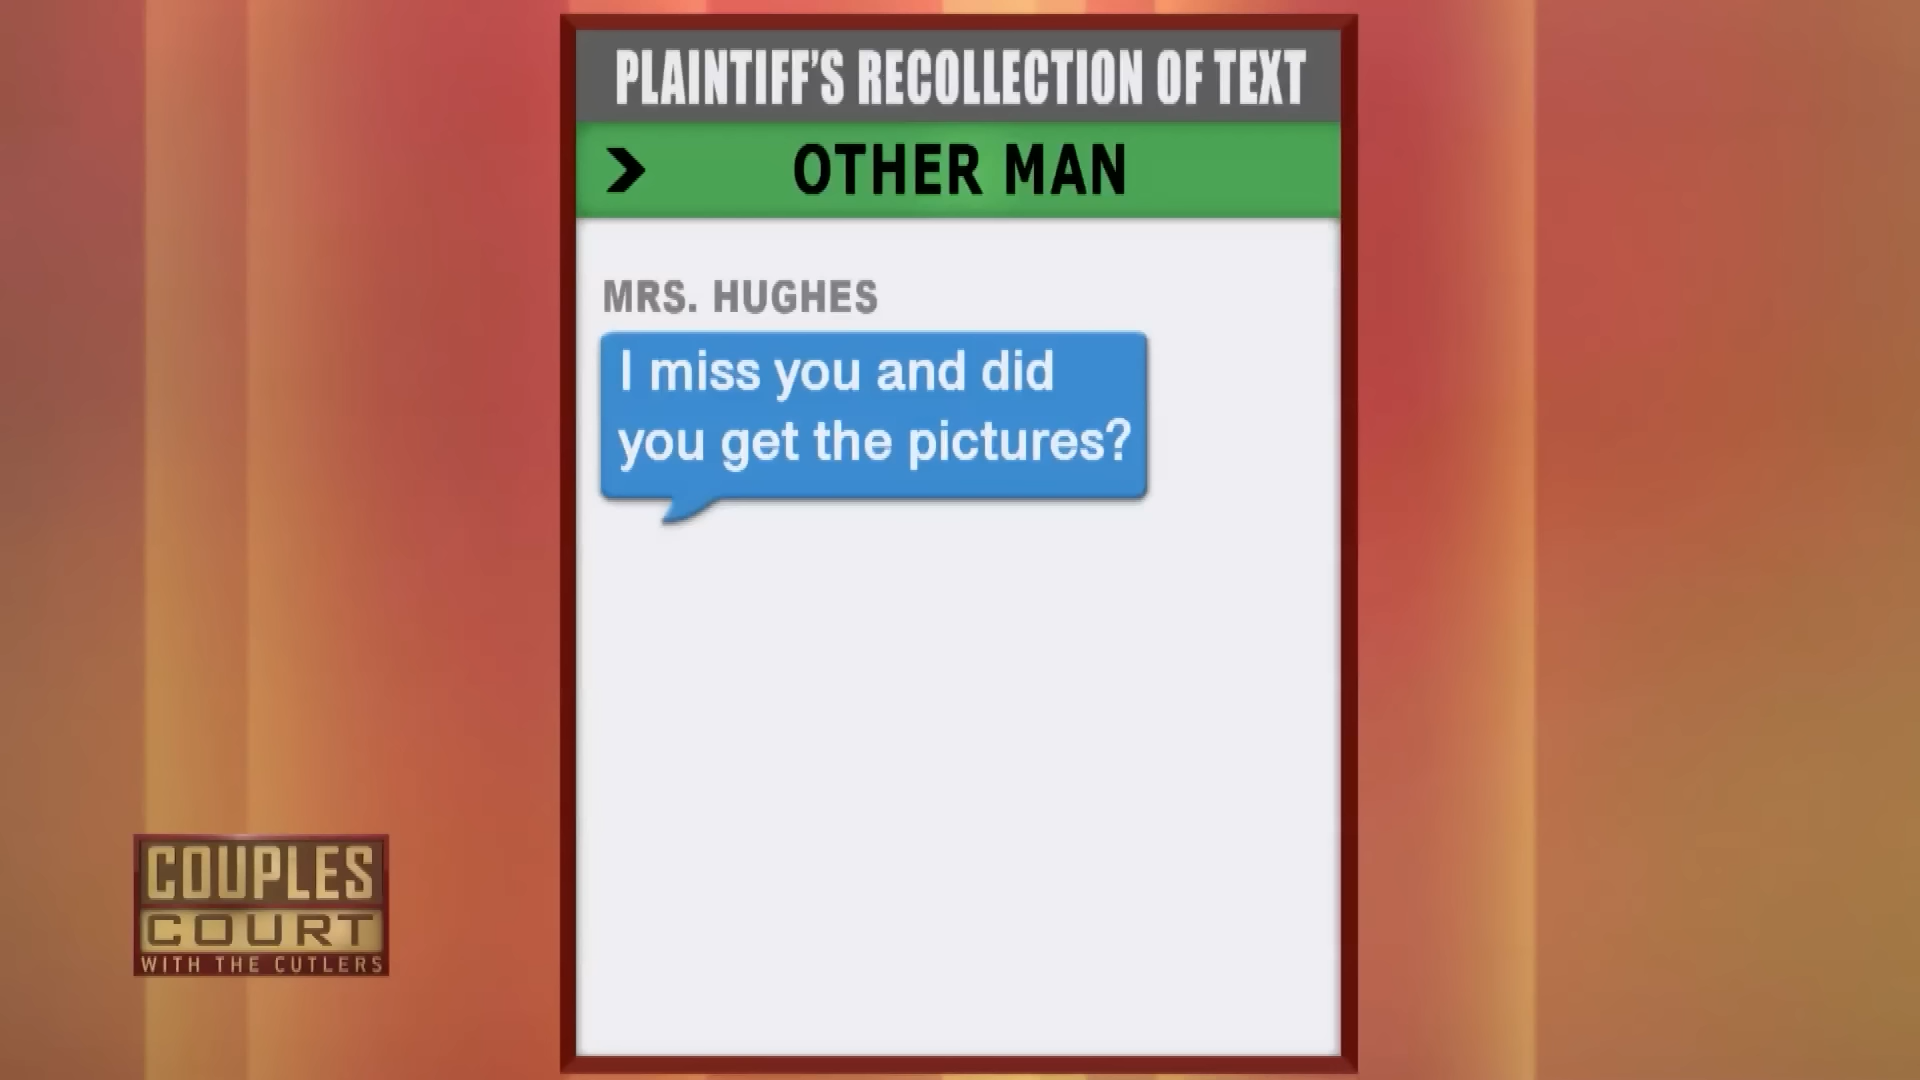 PLAINTIFF'S RECOLLECTION OF TEXT
OTHER MAN
MRS. HUGHES
I miss you and did
you get the pictures?
COUPLES
COURT
WITH THE CUTLERS